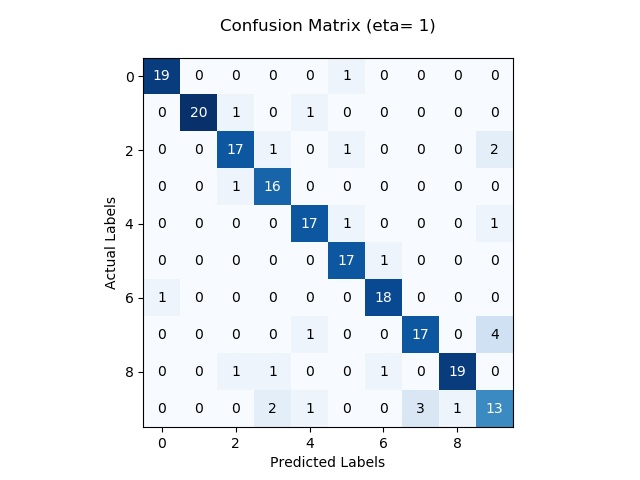 Confusion Matrix (eta= 1)
0 19 0 0 0 0 1 0 0 0 0
0 20 1 0 1 0 0 0 0 0
2 0 0 17 1 0 1 0 0 0 2
0 0 1 16 0 0 0 0 0 0
4 0 0 0 0 17 1 0 0 0 1
0 0 0 0 0 17 1 0 0 0
6 1 0 0 0 0 0 18 0 0 0
0 0 0 0 1 0 0 17 0 4
8 0 0 1 1 0 0 1 0 19 0
0 0 0 2 1 0 0 3 1 13
Actual Labels
0 2 4 6 8
Predicted Labels